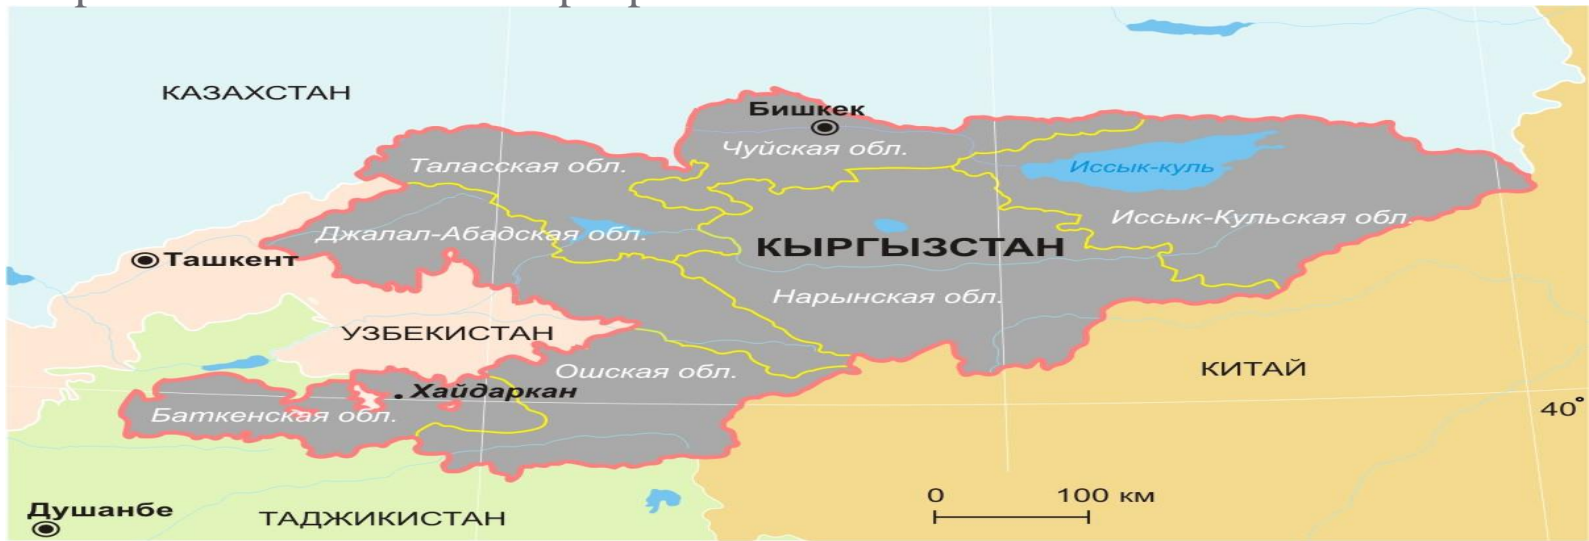 КАЗАХСТАН
Бишкек
Чуйская обл.
Таласская обл.
Иссык-куль
Иссык-Кульская обл.
Джалал-Абадская обл.
КЫРГЫЗСТАН
Ташкент
Нарынская обл.
УЗБЕКИСТАН
Ошская обл.
КИТАЙ
Хайдаркан
Баткенская обл.
40°
0 100 км
Душанбе
ТАДЖИКИСТАН